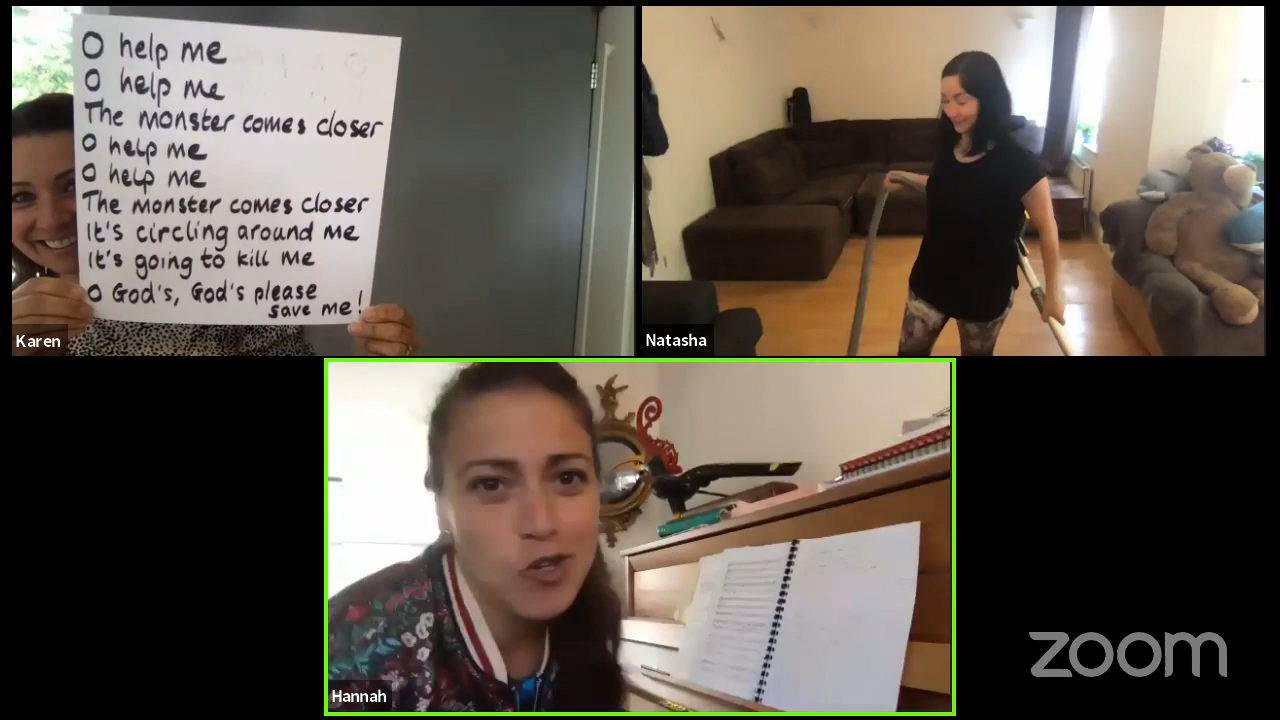 O help me
O help me
The monster comes closer
O help me
O help me
The monster comes closer
It's circling around me
It's going to kill me
O God's, God's please
save me!
Karen
Natasha
Hannah
zoom